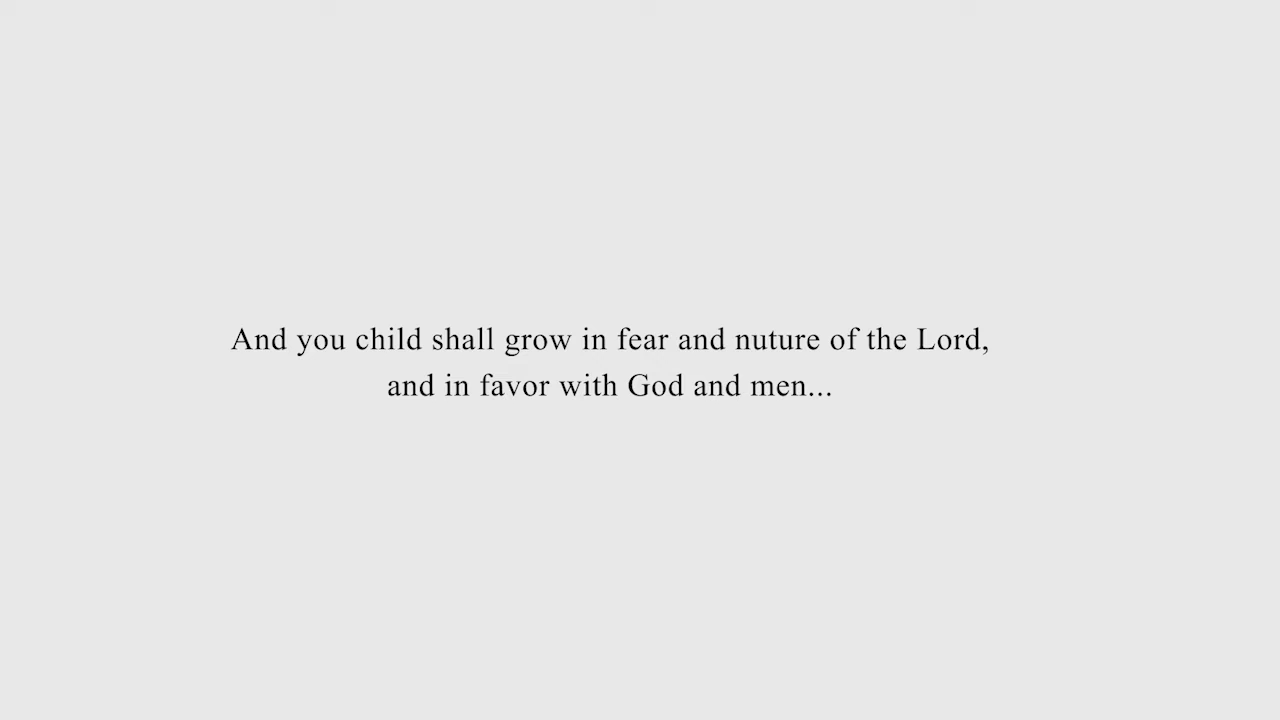 And you child shall grow in fear and nuture of the Lord,
and in favor with God and men...